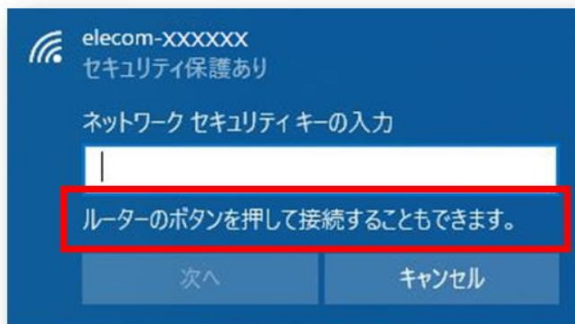 elecom-XXXXXX
セキュリティ保護あり
ネットワーク セキュリティ キーの入力
ルーターのボタンを押して接続することもできます。
次へ
キャンセル